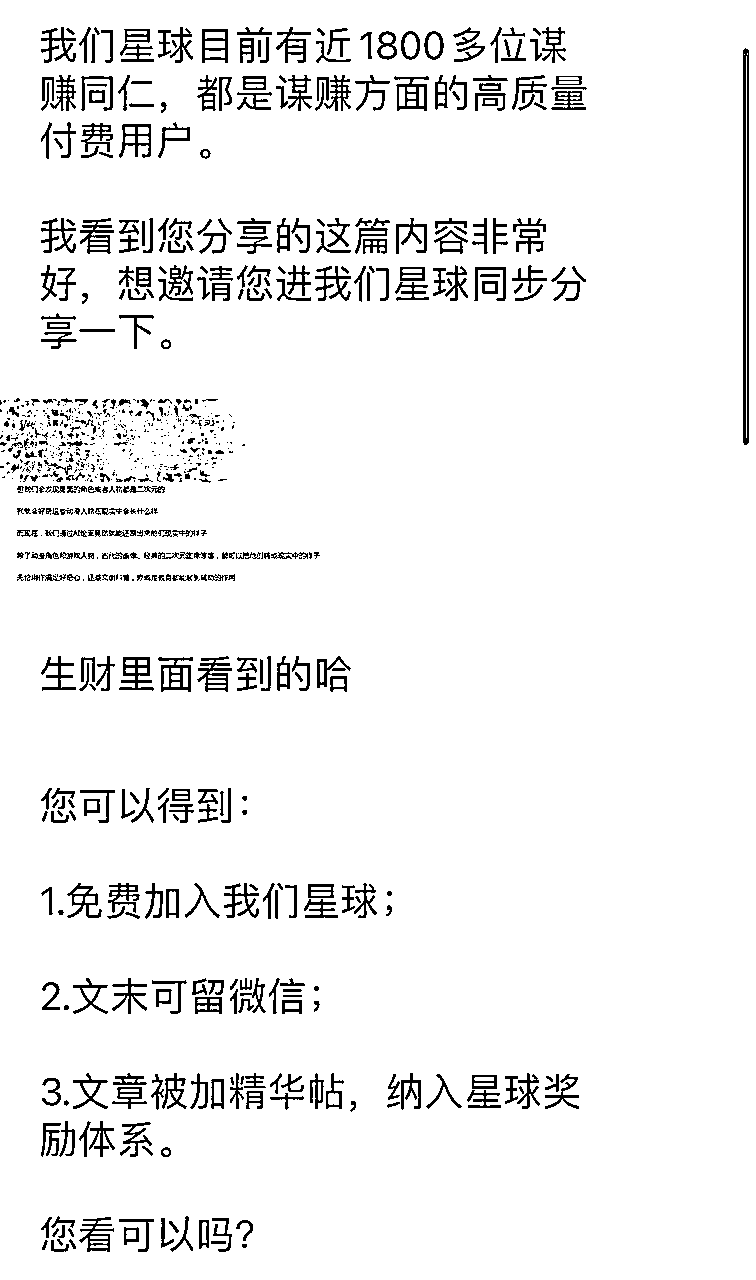 我们星球目前有近1800多位谋
赚同仁，都是谋赚方面的高质量
付费用户。
我看到您分享的这篇内容非常
好，想邀请您进我们星球同步分
享一下。
生财里面看到的哈
您可以得到：
1.免费加入我们星球；
2.文末可留微信；
3.文章被加精华帖，纳入星球奖
励体系。
您看可以吗？